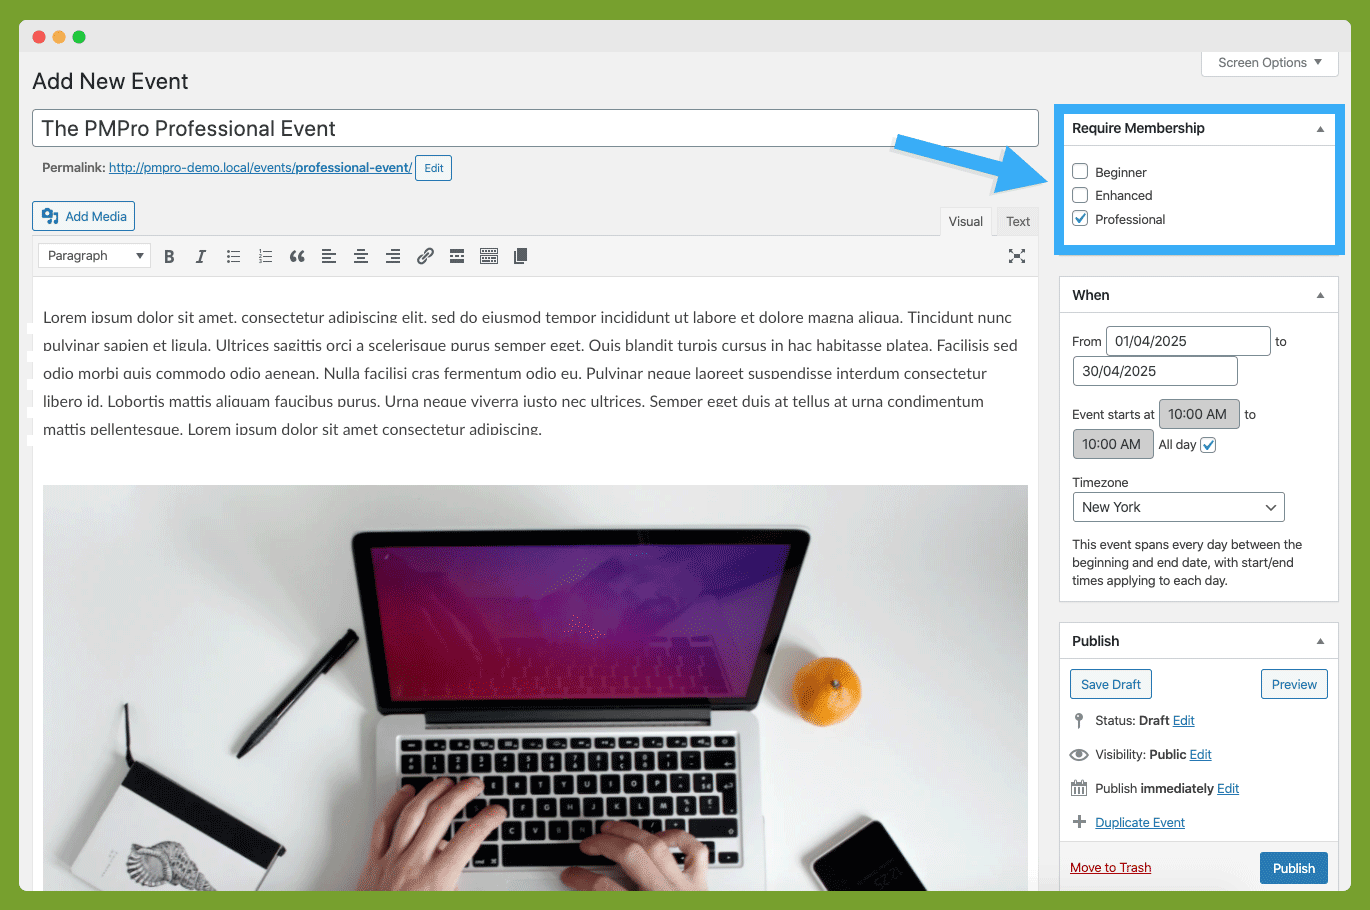 Screen Options
Add New Event
The PMPro Professional Event
Permalink: http://pmpro-demo.local/events/professional-event/ Edit
Add Media
Visual Text
Paragraph
Lorem ipsum dolor sit amet, consectetur adipiscing elit, sed do eiusmod tempor incididunt ut labore et dolore magna aliqua. Tincidunt nunc
pulvinar sapien et ligula. Ultrices sagittis orci a scelerisque purus semper eget. Quis blandit turpis cursus in hac habitasse platea. Facilisis sed
odio morbi quis commodo odio aenean. Nulla facilisi cras fermentum odio eu. Pulvinar neque laoreet suspendisse interdum consectetur
libero id. Lobortis mattis aliquam faucibus purus. Urna neque viverra justo nec ultrices. Semper eget duis at tellus at urna condimentum
mattis pellentesque. Lorem ipsum dolor sit amet consectetur adipiscing.
Require Membership
Beginner
Enhanced
Professional
When
From 01/04/2025 to
30/04/2025
Event starts at 10:00 AM to
10:00 AM All day
Timezone
New York
This event spans every day between the
beginning and end date, with start/end
times applying to each day.
Publish
Save Draft Preview
Status: Draft Edit
Visibility: Public Edit
Publish immediately Edit
Duplicate Event
Move to Trash Publish